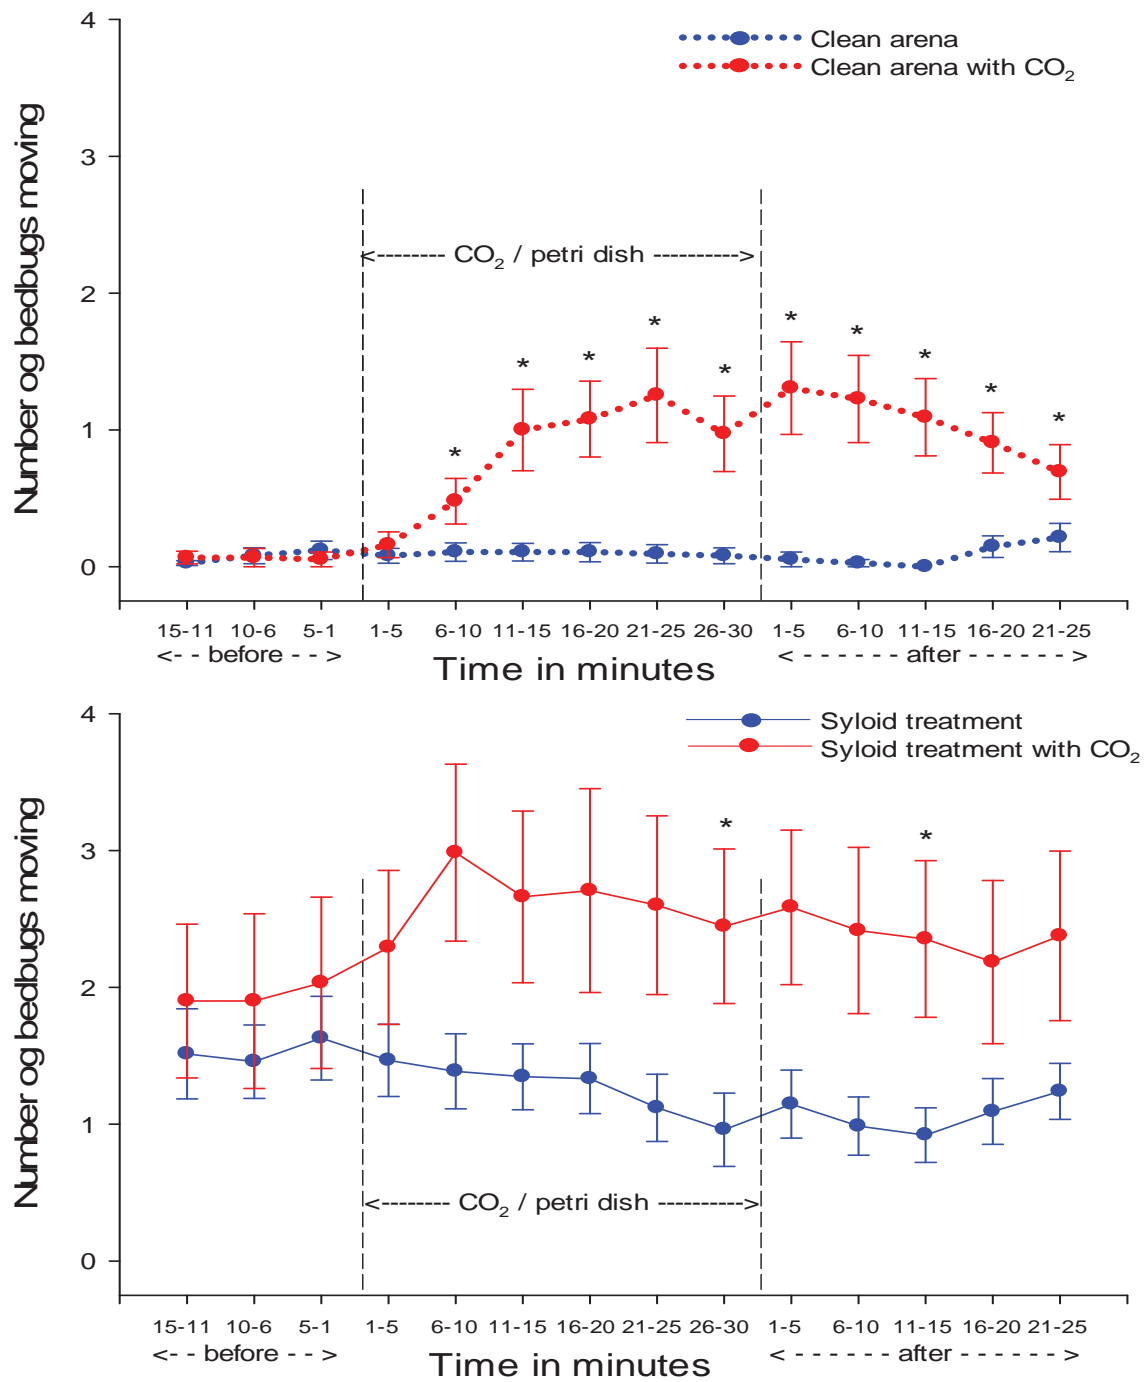 4
Clean arena
Clean arena with CO₂
3
<-------- CO₂ / petri dish ---------->
2
* * * * * * * * * *
1
0
Number og bedbugs moving
15-11 10-6 5-1 1-5 6-10 11-15 16-20 21-25 26-30 1-5 6-10 11-15 16-20 21-25
<- - before - - > Time in minutes < - - - - - - after - - - - - - >
4
Syloid treatment
Syloid treatment with CO₂
* *
3
2
1
<-------- CO₂ / petri dish ---------->
0
Number og bedbugs moving
15-11 10-6 5-1 1-5 6-10 11-15 16-20 21-25 26-30 1-5 6-10 11-15 16-20 21-25
<- - before - - > Time in minutes < - - - - - - after - - - - - - >